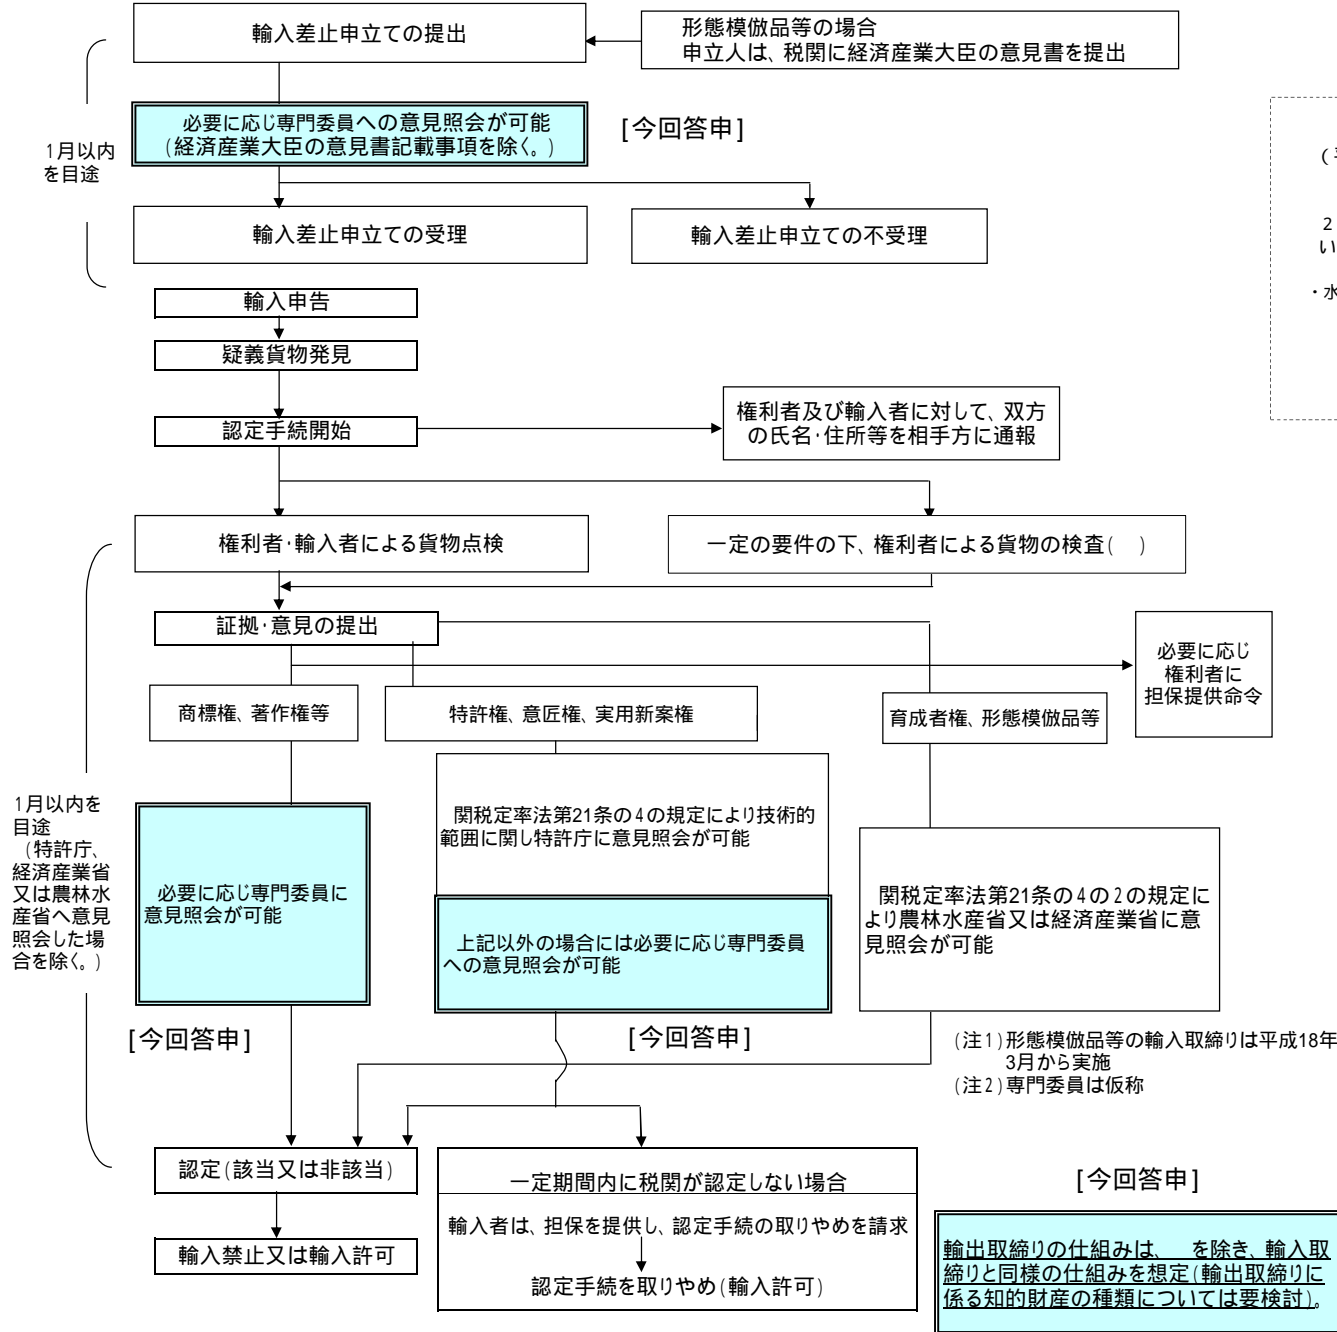 輸入差止申立ての提出
形態模倣品等の場合
申立人は、税関に経済産業大臣の意見書を提出
1月以内
を目途
必要に応じ専門委員への意見照会が可能
(経済産業大臣の意見書記載事項を除く。)
[今回答申]
輸入差止申立ての受理
輸入差止申立ての不受理
2
い
・水
輸入申告
疑義貨物発見
認定手続開始
権利者及び輸入者に対して、双方
の氏名・住所等を相手方に通報
権利者・輸入者による貨物点検
一定の要件の下、権利者による貨物の検査(　)
証拠・意見の提出
必要に応じ
権利者に
担保提供命令
商標権、著作権等
特許権、意匠権、実用新案権
育成者権、形態模倣品等
1月以内を
目途
(特許庁、
経済産業省
又は農林水
産省へ意見
照会した場
合を除く。)
必要に応じ専門委員に
意見照会が可能
関税定率法第21条の4の規定により技術的
範囲に関し特許庁に意見照会が可能
上記以外の場合には必要に応じ専門委員
への意見照会が可能
関税定率法第21条の4の2の規定に
より農林水産省又は経済産業省に意
見照会が可能
[今回答申]
[今回答申]
(注1)形態模倣品等の輸入取締りは平成18年
3月から実施
(注2)専門委員は仮称
認定(該当又は非該当)
輸入禁止又は輸入許可
一定期間内に税関が認定しない場合
輸入者は、担保を提供し、認定手続の取りやめを請求
認定手続を取りやめ(輸入許可)
[今回答申]
輸出取締りの仕組みは、　を除き、輸入取
締りと同様の仕組みを想定(輸出取締りに
係る知的財産の種類については要検討)。